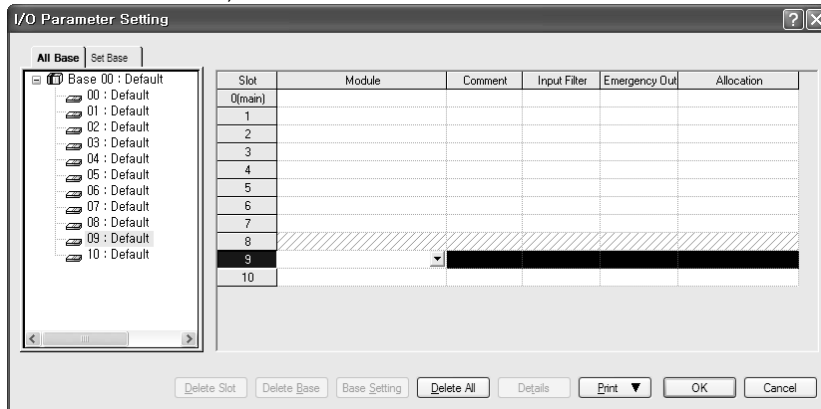 I/O Parameter Setting
All Base Set Base
Base 00 : Default
00 : Default
01 : Default
02 : Default
03 : Default
04 : Default
05 : Default
06 : Default
07 : Default
08 : Default
09 : Default
10 : Default
Slot Module Comment Input Filter Emergency Out Allocation
0(main)
1
2
3
4
5
6
7
8
9
10
Delete Slot Delete Base Base Setting Delete All Details Print ▼ OK Cancel